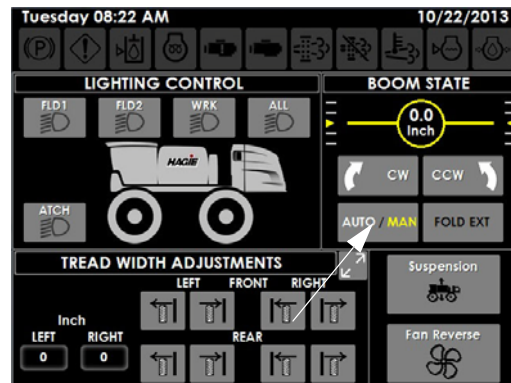 Tuesday 08:22 AM 10/22/2013
(P)
LIGHTING CONTROL
FLD1 FLD2 WRK ALL
HAGIE
ATCH
BOOM STATE
0.0
Inch
CW CCW
AUTO / MAN FOLD EXT
TREAD WIDTH ADJUSTMENTS
LEFT FRONT RIGHT
Inch
LEFT RIGHT
0 0
REAR
Suspension
Fan Reverse